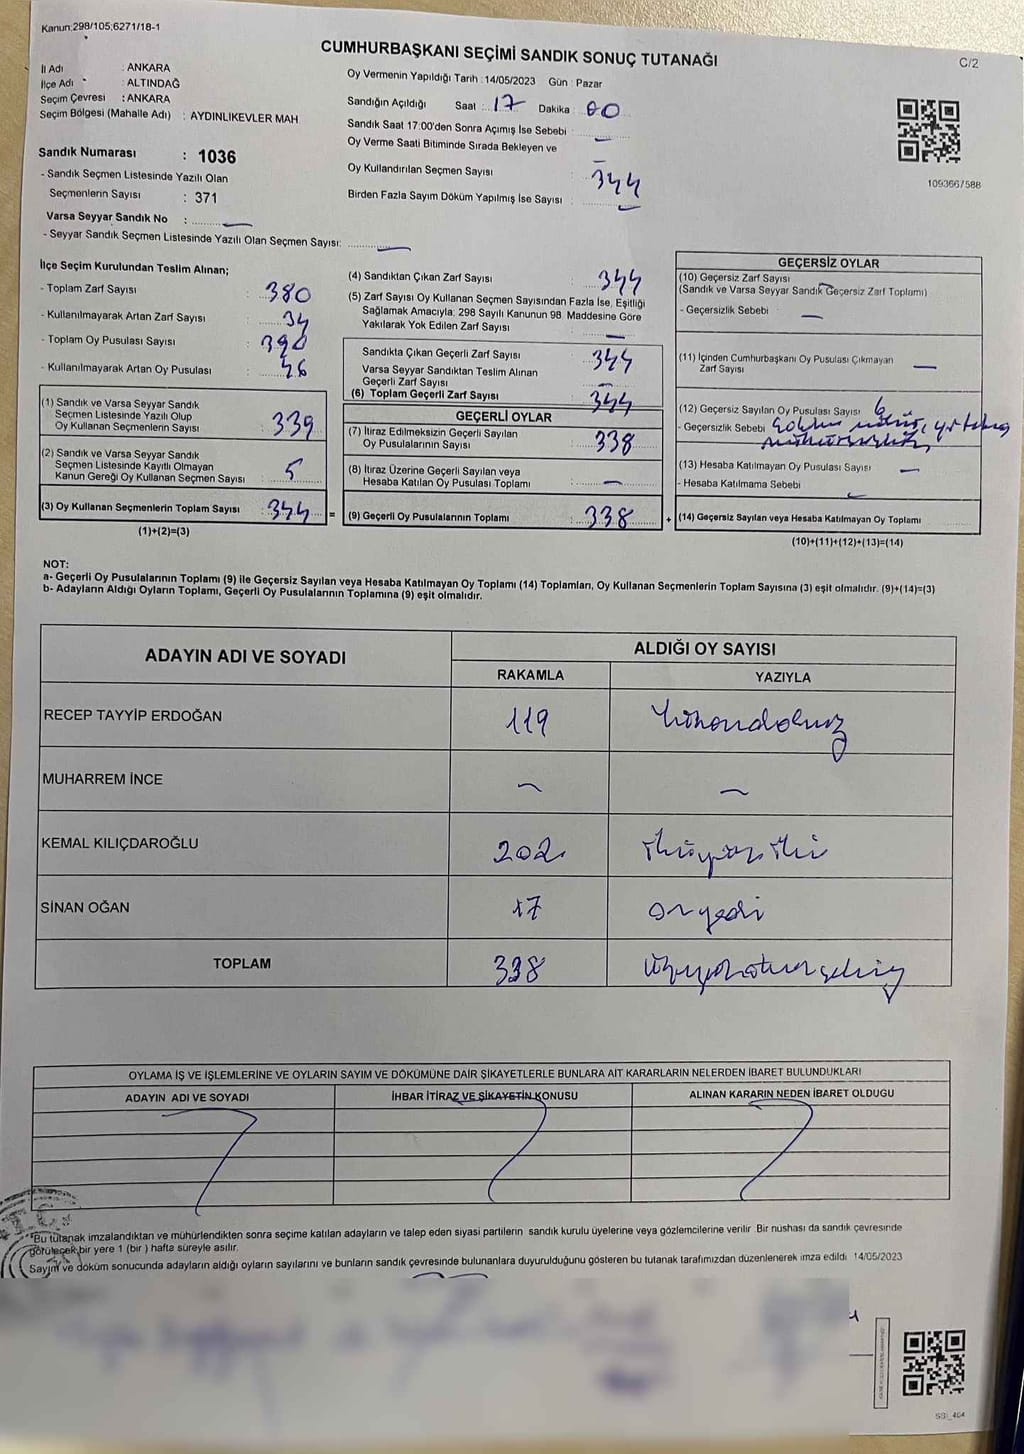 Kanun:298/105;6271/18-1
CUMHURBAŞKANI SEÇİMİ SANDIK SONUÇ TUTANAĞI
C/2
İl Adı : ANKARA
İlçe Adı : ALTINDAĞ
Seçim Çevresi : ANKARA
Seçim Bölgesi (Mahalle Adı) : AYDINLIKEVLER MAH
Sandık Numarası : 1036
- Sandık Seçmen Listesinde Yazılı Olan
Seçmenlerin Sayısı : 371
Varsa Seyyar Sandık No : —
- Seyyar Sandık Seçmen Listesinde Yazılı Olan Seçmen Sayısı: —
Oy Vermenin Yapıldığı Tarih : 14/05/2023 Gün : Pazar
Sandığın Açıldığı Saat : 17 Dakika : 00
Sandık Saat 17:00'den Sonra Açımış İse Sebebi : —
Oy Verme Saati Bitiminde Sırada Bekleyen ve
Oy Kullandırılan Seçmen Sayısı : —
Birden Fazla Sayım Döküm Yapılmış İse Sayısı : 344
109366/588
İlçe Seçim Kurulundan Teslim Alınan;
- Toplam Zarf Sayısı : 380
- Kullanılmayarak Artan Zarf Sayısı : 34
- Toplam Oy Pusulası Sayısı : 390
- Kullanılmayarak Artan Oy Pusulası : 46
(1) Sandık ve Varsa Seyyar Sandık
Seçmen Listesinde Yazılı Olup
Oy Kullanan Seçmenlerin Sayısı : 339
(2) Sandık ve Varsa Seyyar Sandık
Seçmen Listesinde Kayıtlı Olmayan
Kanun Gereği Oy Kullanan Seçmen Sayısı : 5
(3) Oy Kullanan Seçmenlerin Toplam Sayısı : 344 =
(1)+(2)=(3)
(4) Sandıktan Çıkan Zarf Sayısı : 344
(5) Zarf Sayısı Oy Kullanan Seçmen Sayısından Fazla İse, Eşitliği
Sağlamak Amacıyla, 298 Sayılı Kanunun 98. Maddesine Göre
Yakılarak Yok Edilen Zarf Sayısı : —
Sandıkta Çıkan Geçerli Zarf Sayısı : 344
Varsa Seyyar Sandıktan Teslim Alınan
Geçerli Zarf Sayısı : —
(6) Toplam Geçerli Zarf Sayısı : 344
GEÇERLİ OYLAR
(7) İtiraz Edilmeksizin Geçerli Sayılan
Oy Pusulalarının Sayısı : 338
(8) İtiraz Üzerine Geçerli Sayılan veya
Hesaba Katılan Oy Pusulası Toplamı : —
(9) Geçerli Oy Pusulalarının Toplamı : 338 +
GEÇERSİZ OYLAR
(10) Geçersiz Zarf Sayısı
(Sandık ve Varsa Seyyar Sandık Geçersiz Zarf Toplamı)
- Geçersizlik Sebebi —
(11) İçinden Cumhurbaşkanı Oy Pusulası Çıkmayan
Zarf Sayısı —
(12) Geçersiz Sayılan Oy Pusulası Sayısı 6
- Geçersizlik Sebebi
(13) Hesaba Katılmayan Oy Pusulası Sayısı —
- Hesaba Katılmama Sebebi —
(14) Geçersiz Sayılan veya Hesaba Katılmayan Oy Toplamı
(10)+(11)+(12)+(13)=(14)
NOT:
a- Geçerli Oy Pusulalarının Toplamı (9) ile Geçersiz Sayılan veya Hesaba Katılmayan Oy Toplamı (14) Toplamları, Oy Kullanan Seçmenlerin Toplam Sayısına (3) eşit olmalıdır. (9)+(14)=(3)
b- Adayların Aldığı Oyların Toplamı, Geçerli Oy Pusulalarının Toplamına (9) eşit olmalıdır.
ADAYIN ADI VE SOYADI ALDIĞI OY SAYISI
RAKAMLA YAZIYLA
RECEP TAYYİP ERDOĞAN 119 Yüzondokuz
MUHARREM İNCE — —
KEMAL KILIÇDAROĞLU 202 ikiyüziki
SİNAN OĞAN 17 onyedi
TOPLAM 338 üçyüzotuzsekiz
OYLAMA İŞ VE İŞLEMLERİNE VE OYLARIN SAYIM VE DÖKÜMÜNE DAİR ŞİKAYETLERLE BUNLARA AİT KARARLARIN NELERDEN İBARET BULUNDUKLARI
ADAYIN ADI VE SOYADI İHBAR İTİRAZ VE ŞİKAYETİN KONUSU ALINAN KARARIN NEDEN İBARET OLDUGU
T.C.
*Bu tutanak imzalandıktan ve mühürlendikten sonra seçime katılan adayların ve talep eden siyasi partilerin sandık kurulu üyelerine veya gözlemcilerine verilir. Bir nushası da sandık çevresinde
görülecek bir yere 1 (bir ) hafta süreyle asılır.
Sayım ve döküm sonucunda adayların aldığı oyların sayılarını ve bunların sandık çevresinde bulunanlara duyurulduğunu gösteren bu tutanak tarafımızdan düzenlenerek imza edildi. 14/05/2023